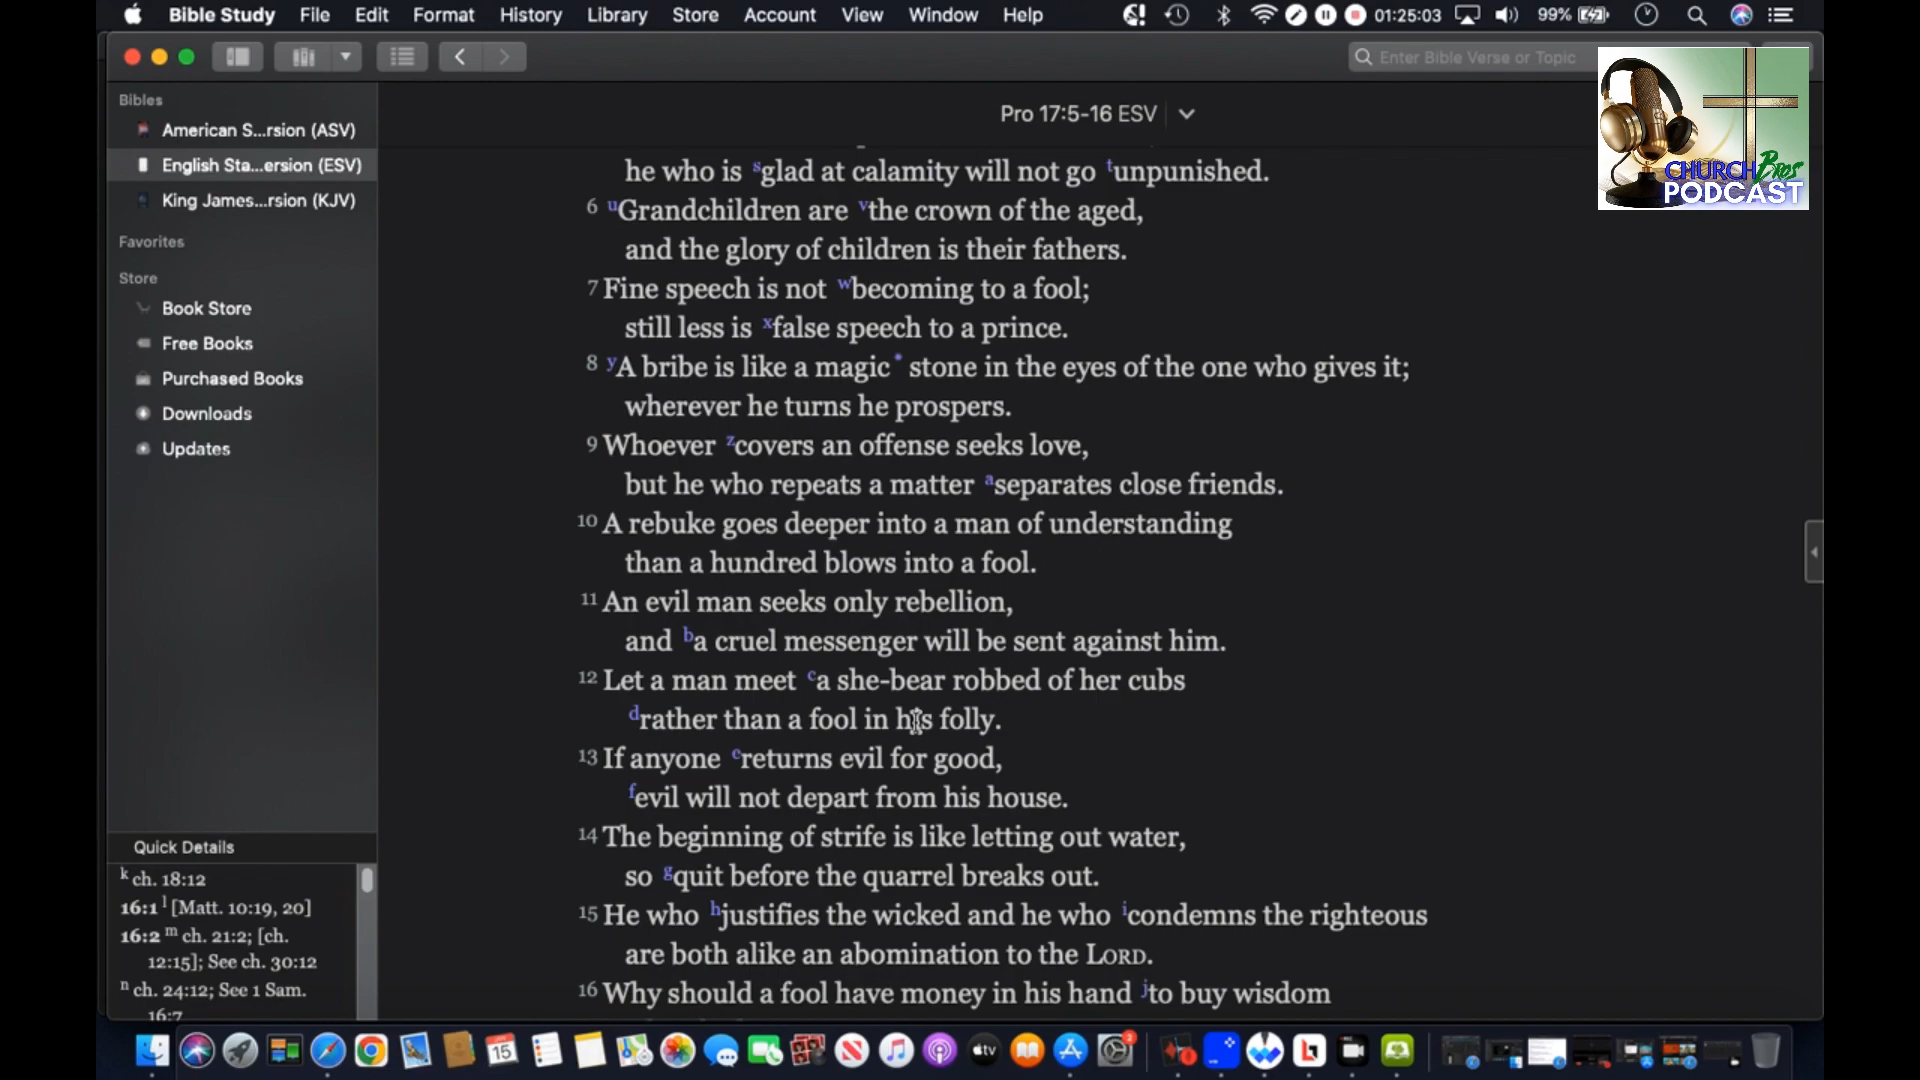 Bible Study File Edit Format History Library Store Account View Window Help 01:25:03 99%
Enter Bible Verse or Topic
CHURCH Bros
PODCAST
Bibles
American S...rsion (ASV)
English Sta...ersion (ESV)
King James...rsion (KJV)
Favorites
Store
Book Store
Free Books
Purchased Books
Downloads
Updates
Quick Details
k ch. 18:12
16:1 l [Matt. 10:19, 20]
16:2 m ch. 21:2; [ch.
12:15]; See ch. 30:12
n ch. 24:12; See 1 Sam.
16:7
Pro 17:5-16 ESV
he who is s glad at calamity will not go t unpunished.
6 u Grandchildren are v the crown of the aged,
and the glory of children is their fathers.
7 Fine speech is not w becoming to a fool;
still less is x false speech to a prince.
8 y A bribe is like a magic * stone in the eyes of the one who gives it;
wherever he turns he prospers.
9 Whoever z covers an offense seeks love,
but he who repeats a matter a separates close friends.
10 A rebuke goes deeper into a man of understanding
than a hundred blows into a fool.
11 An evil man seeks only rebellion,
and b a cruel messenger will be sent against him.
12 Let a man meet c a she-bear robbed of her cubs
d rather than a fool in his folly.
13 If anyone e returns evil for good,
f evil will not depart from his house.
14 The beginning of strife is like letting out water,
so g quit before the quarrel breaks out.
15 He who h justifies the wicked and he who i condemns the righteous
are both alike an abomination to the LORD.
16 Why should a fool have money in his hand j to buy wisdom
15
tv